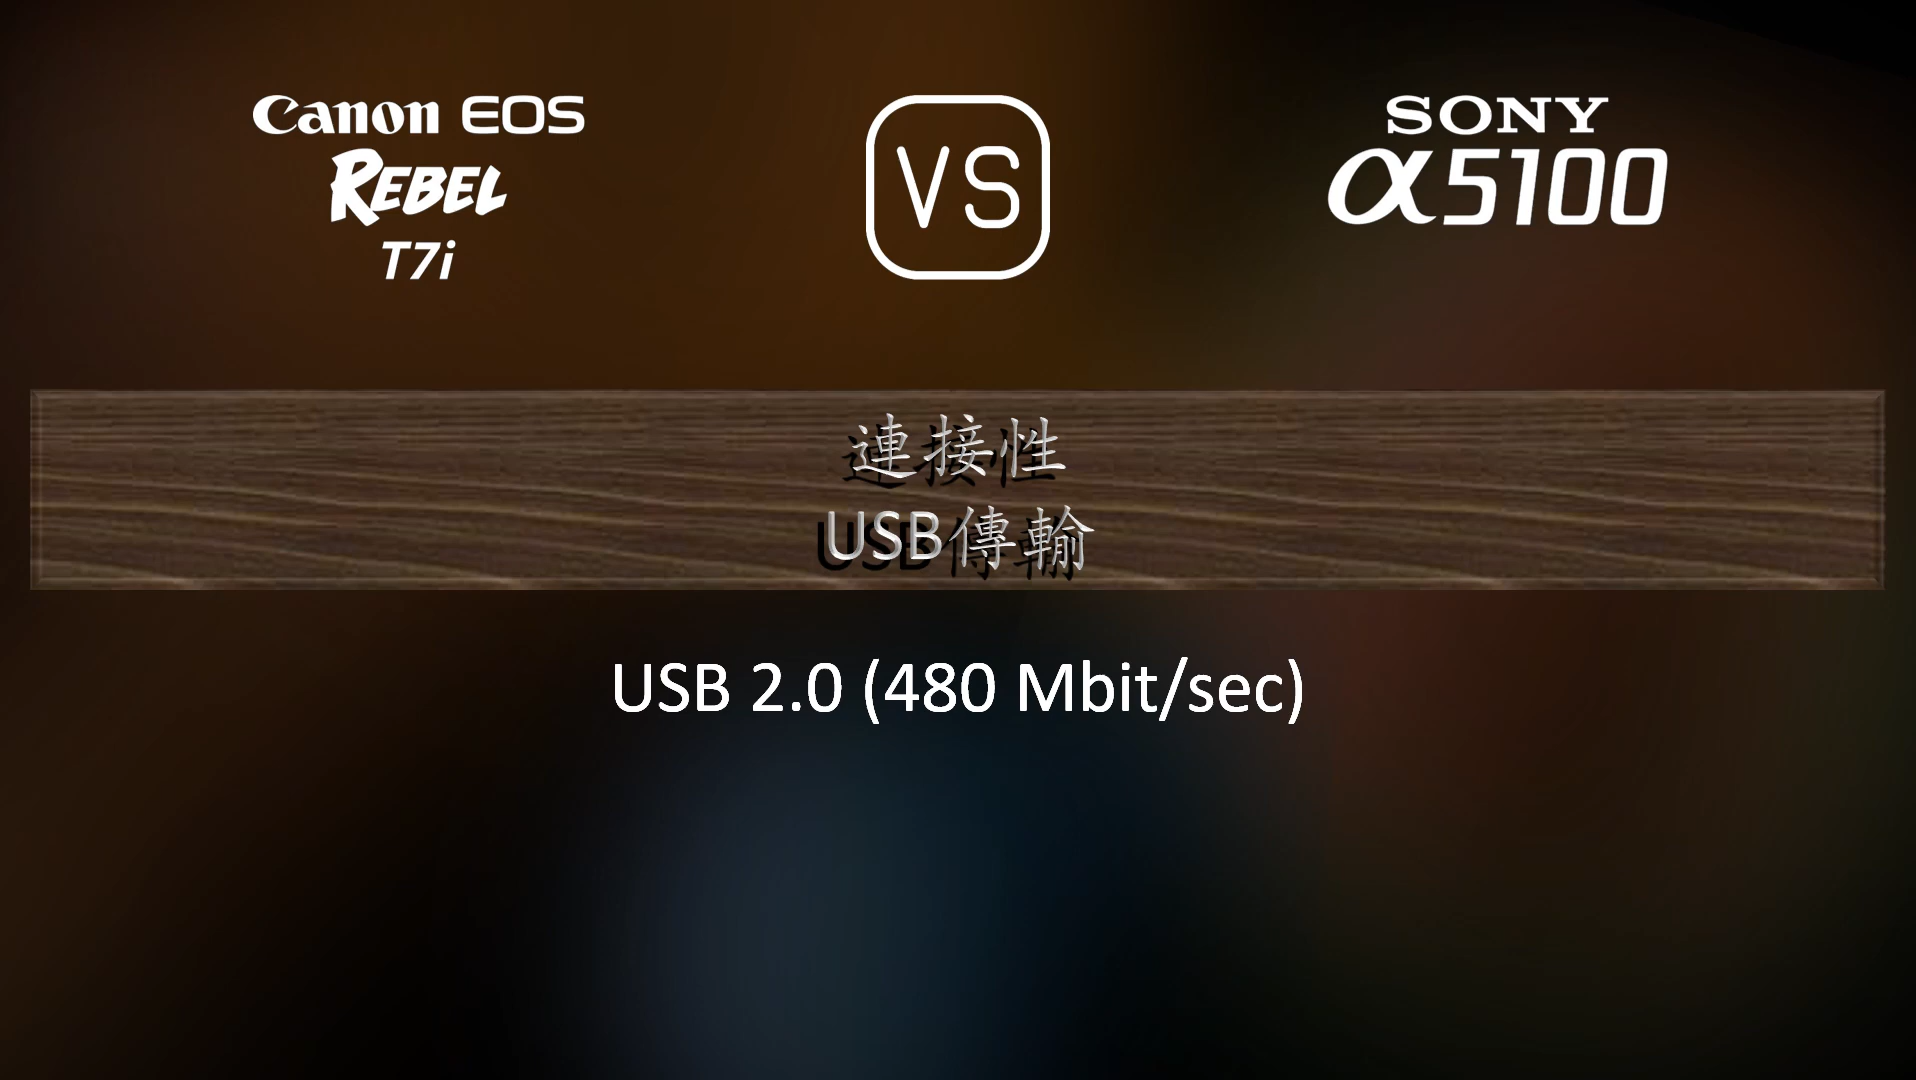 Canon EOS
REBEL
T7i
VS
SONY
α5100
連接性
USB傳輸
USB 2.0 (480 Mbit/sec)